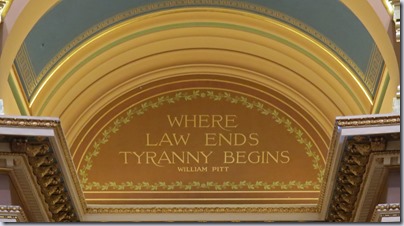 WHERE
LAW ENDS
TYRANNY BEGINS
WILLIAM PITT